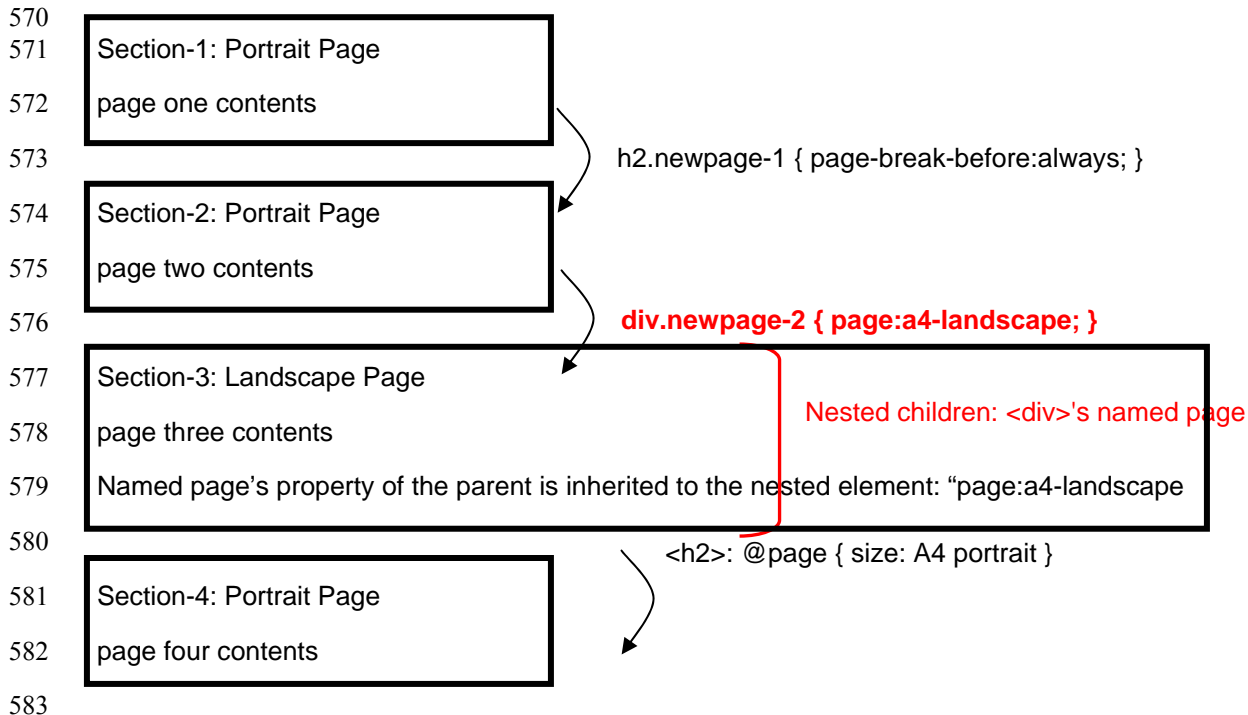 570
571 Section-1: Portrait Page
572 page one contents
573 h2.newpage-1 { page-break-before:always; }
574 Section-2: Portrait Page
575 page two contents
576 div.newpage-2 { page:a4-landscape; }
577 Section-3: Landscape Page
Nested children: <div>'s named page
578 page three contents
579 Named page’s property of the parent is inherited to the nested element: “page:a4-landscape
580 <h2>: @page { size: A4 portrait }
581 Section-4: Portrait Page
582 page four contents
583